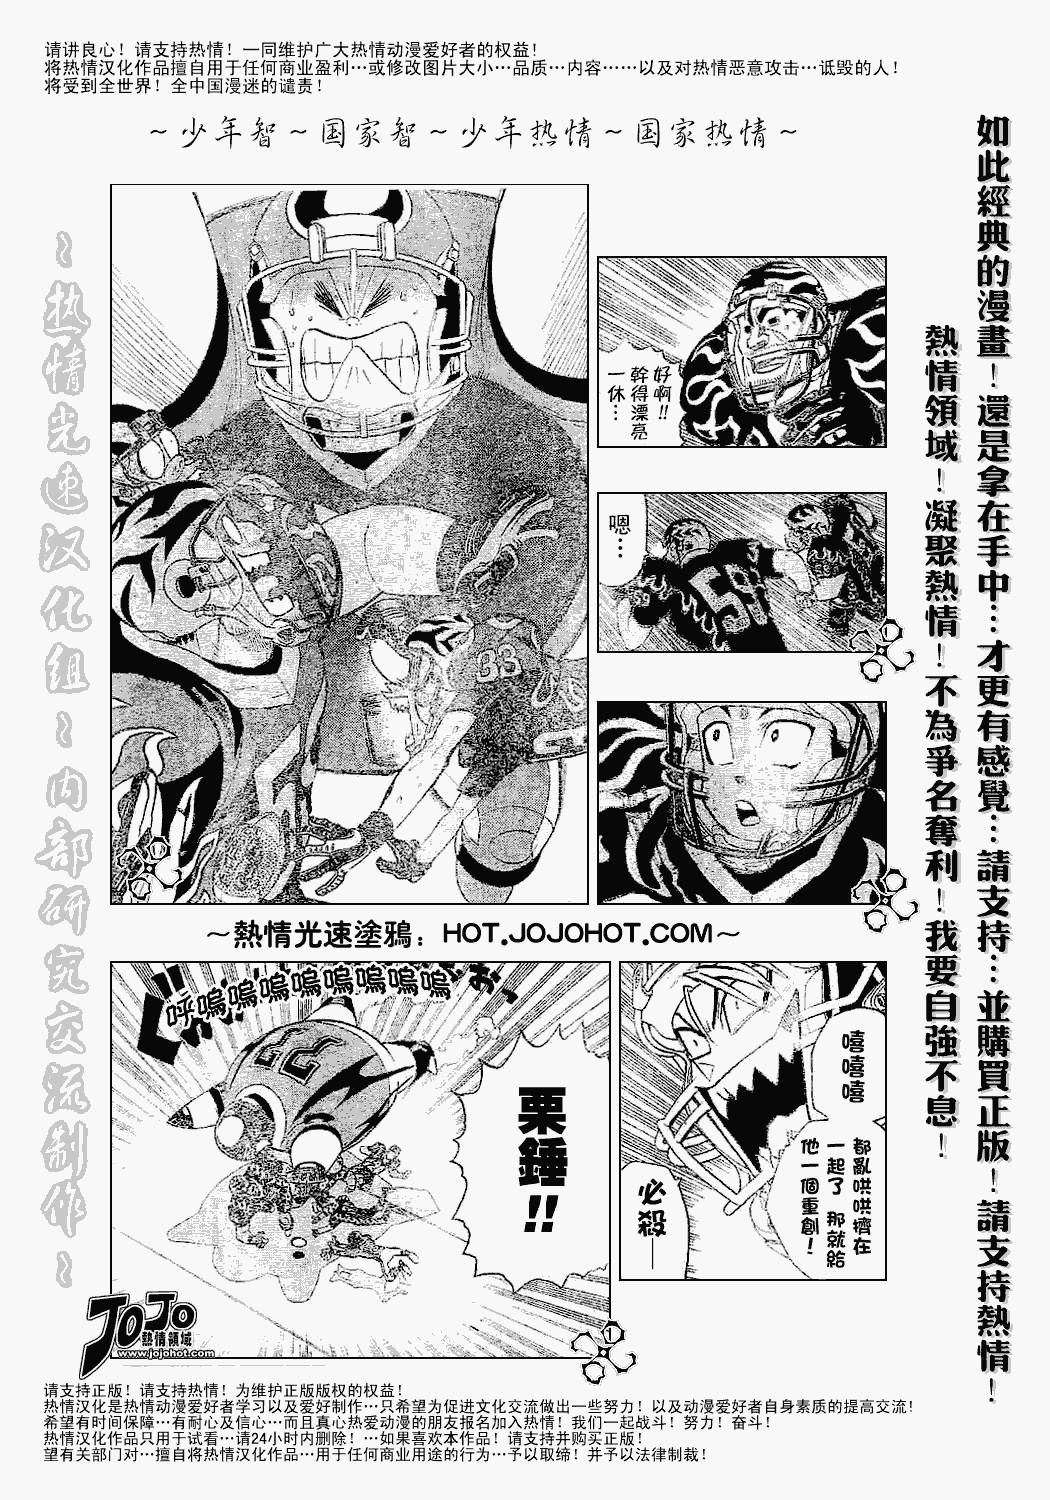 请讲良心！请支持热情！一同维护广大热情动漫爱好者的权益！
将热情汉化作品擅自用于任何商业盈利…或修改图片大小…品质…内容……以及对热情恶意攻击…诋毁的人！
将受到全世界！全中国漫迷的谴责！
～少年智～国家智～少年热情～国家热情～
如此經典的漫畫！還是拿在手中…才更有感覺…請支持…並購買正版！請支持熱情！
熱情領域！凝聚熱情！不為爭名奪利！我要自強不息！
～热情光速汉化组～内部研究交流制作～
好啊!!
幹得漂亮
一休…
嗯…
83
55
～熱情光速塗鴉：HOT.JOJOHOT.COM～
嘻嘻嘻
都亂哄哄擠在
一起了 那就給
他一個重創！
必殺——
呼嗚嗚嗚嗚嗚嗚嗚
22
栗錘!!
1
JOJO
熱情領域
www.jojohot.com
请支持正版！请支持热情！为维护正版版权的权益！
热情汉化是热情动漫爱好者学习以及爱好制作…只希望为促进文化交流做出一些努力！以及动漫爱好者自身素质的提高交流！
希望有时间保障…有耐心及信心…而且真心热爱动漫的朋友报名加入热情！我们一起战斗！努力！奋斗！
热情汉化作品只用于试看…请24小时内删除！…如果喜欢本作品！请支持并购买正版！
望有关部门对…擅自将热情汉化作品…用于任何商业用途的行为…予以取缔！并予以法律制裁！